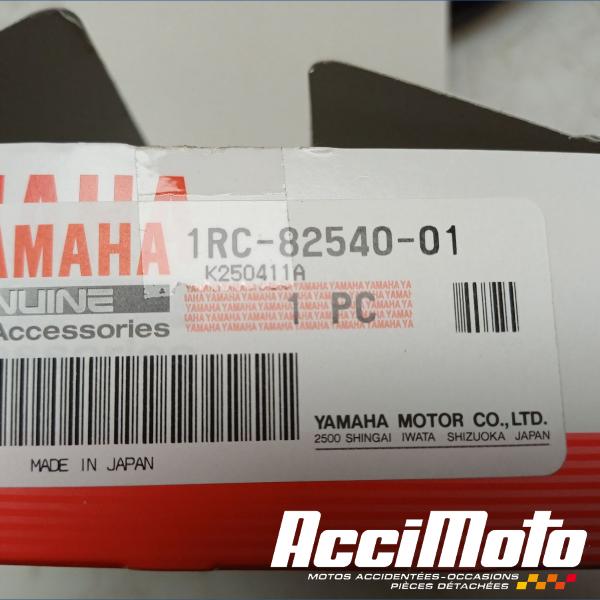 YAMAHA
YAMAHA
1RC-82540-01
K250411A
1 PC
Accessories
YAMAHA MOTOR CO.,LTD.
2500 SHINGAI IWATA SHIZUOKA JAPAN
MADE IN JAPAN
AcciMoto
MOTOS ACCIDENTÉES-OCCASIONS
PIÈCES DÉTACHÉES